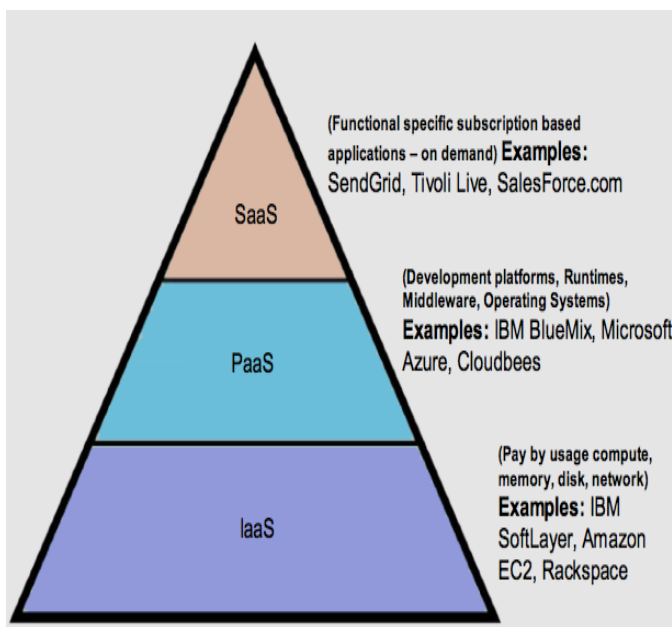 (Functional specific subscription based
applications – on demand) Examples:
SendGrid, Tivoli Live, SalesForce.com
SaaS
(Development platforms, Runtimes,
Middleware, Operating Systems)
Examples: IBM BlueMix, Microsoft
Azure, Cloudbees
PaaS
(Pay by usage compute,
memory, disk, network)
Examples: IBM
SoftLayer, Amazon
EC2, Rackspace
IaaS